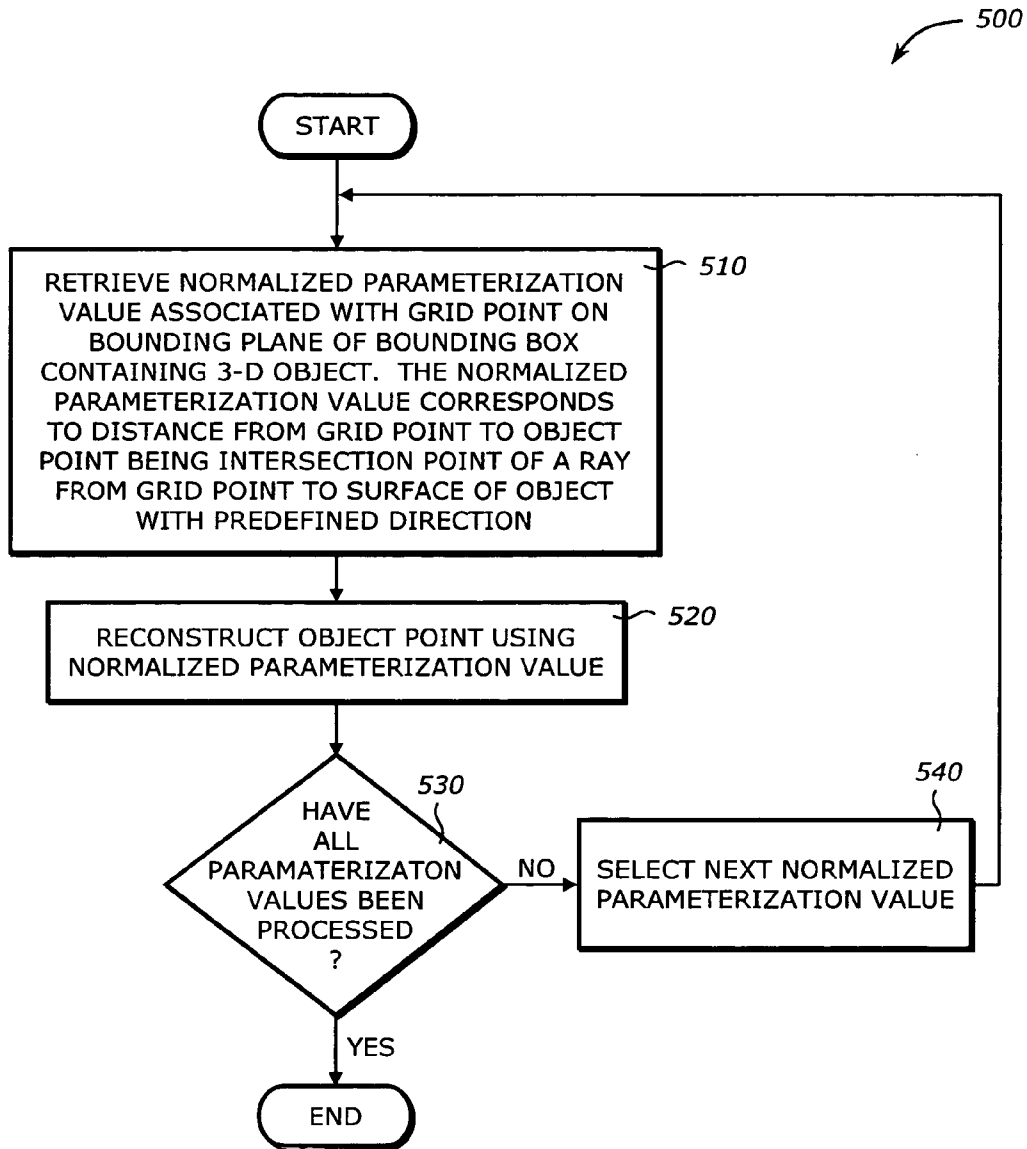 500
START
RETRIEVE NORMALIZED PARAMETERIZATION
VALUE ASSOCIATED WITH GRID POINT ON
BOUNDING PLANE OF BOUNDING BOX
CONTAINING 3-D OBJECT. THE NORMALIZED
PARAMETERIZATION VALUE CORRESPONDS
TO DISTANCE FROM GRID POINT TO OBJECT
POINT BEING INTERSECTION POINT OF A RAY
FROM GRID POINT TO SURFACE OF OBJECT
WITH PREDEFINED DIRECTION
510
RECONSTRUCT OBJECT POINT USING
NORMALIZED PARAMETERIZATION VALUE
520
HAVE
ALL
PARAMATERIZATON
VALUES BEEN
PROCESSED
?
530
NO
SELECT NEXT NORMALIZED
PARAMETERIZATION VALUE
540
YES
END